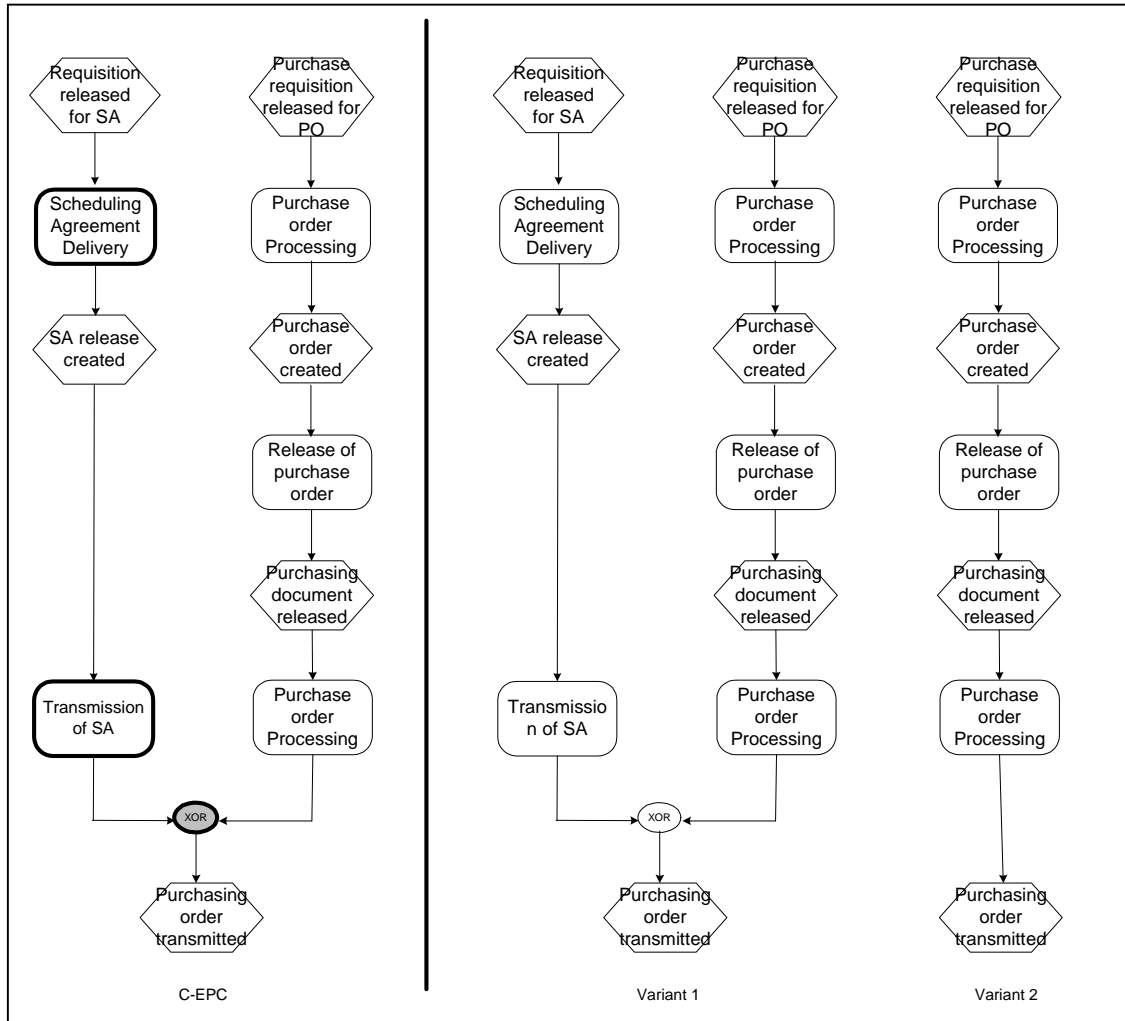 Requisition
released
for SA
Scheduling
Agreement
Delivery
SA release
created
Transmission
of SA
Purchase
requisition
released for
PO
Purchase
order
Processing
Purchase
order
created
Release of
purchase
order
Purchasing
document
released
Purchase
order
Processing
XOR
Purchasing
order
transmitted
C-EPC
Requisition
released
for SA
Scheduling
Agreement
Delivery
SA release
created
Transmissio
n of SA
Purchase
requisition
released for
PO
Purchase
order
Processing
Purchase
order
created
Release of
purchase
order
Purchasing
document
released
Purchase
order
Processing
XOR
Purchasing
order
transmitted
Variant 1
Purchase
requisition
released for
PO
Purchase
order
Processing
Purchase
order
created
Release of
purchase
order
Purchasing
document
released
Purchase
order
Processing
Purchasing
order
transmitted
Variant 2